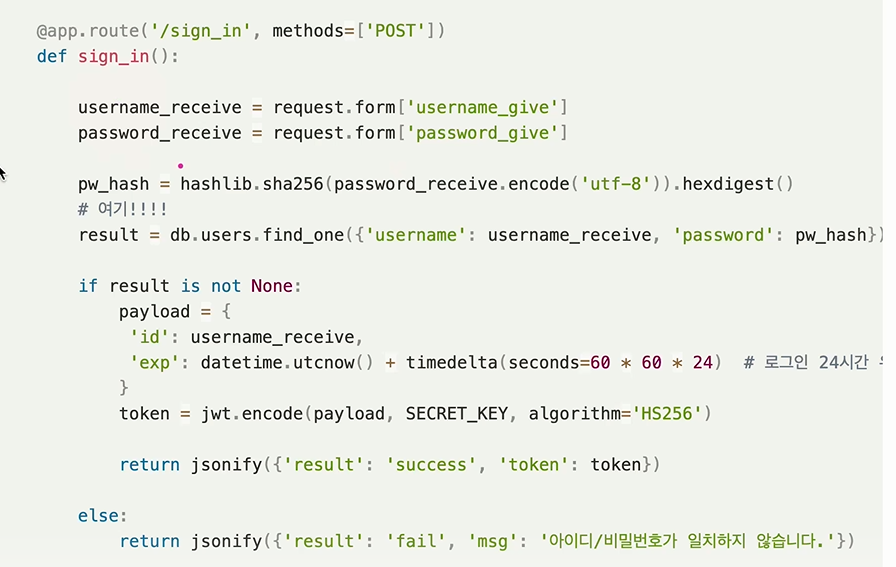 @app.route('/sign_in', methods=['POST'])
def sign_in():
username_receive = request.form['username_give']
password_receive = request.form['password_give']
pw_hash = hashlib.sha256(password_receive.encode('utf-8')).hexdigest()
# 여기!!!!
result = db.users.find_one({'username': username_receive, 'password': pw_hash})
if result is not None:
payload = {
'id': username_receive,
'exp': datetime.utcnow() + timedelta(seconds=60 * 60 * 24)  # 로그인 24시간
}
token = jwt.encode(payload, SECRET_KEY, algorithm='HS256')
return jsonify({'result': 'success', 'token': token})
else:
return jsonify({'result': 'fail', 'msg': '아이디/비밀번호가 일치하지 않습니다.'})